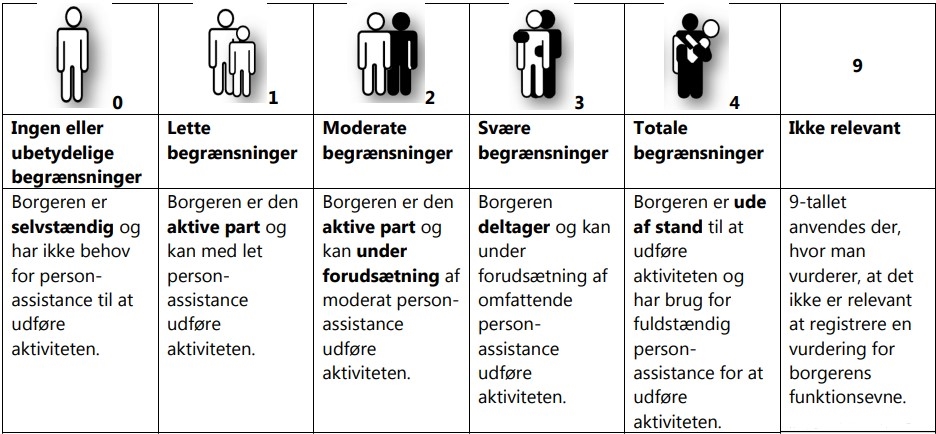 0
1
2
3
4
9
Ingen eller
ubetydelige
begrænsninger
Lette
begrænsninger
Moderate
begrænsninger
Svære
begrænsninger
Totale
begrænsninger
Ikke relevant
Borgeren er
selvstændig og
har ikke behov
for person-
assistance til at
udføre
aktiviteten.
Borgeren er den
aktive part og
kan med let
person-
assistance
udføre
aktiviteten.
Borgeren er den
aktive part og
kan under
forudsætning af
moderat person-
assistance
udføre
aktiviteten.
Borgeren
deltager og kan
under
forudsætning af
omfattende
person-
assistance
udføre
aktiviteten.
Borgeren er ude
af stand til at
udføre
aktiviteten og
har brug for
fuldstændig
person-
assistance for at
udføre
aktiviteten.
9-tallet
anvendes der,
hvor man
vurderer, at det
ikke er relevant
at registrere en
vurdering for
borgerens
funktionsevne.